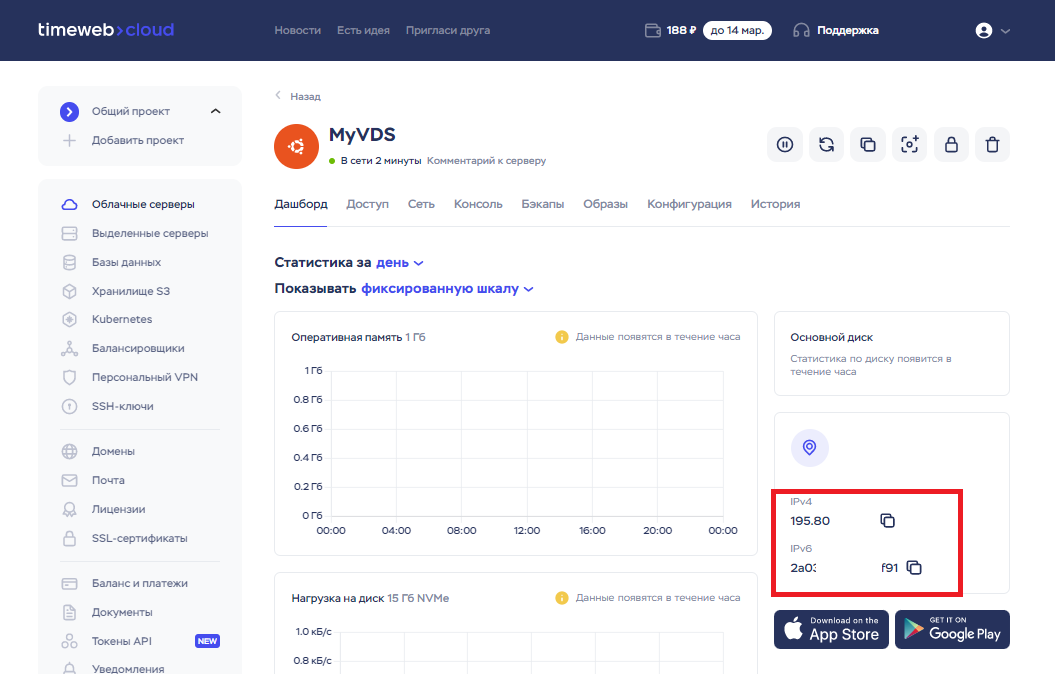 timeweb>cloud
Новости Есть идея Пригласи друга
188 ₽ до 14 мар. Поддержка
Общий проект
Добавить проект
Облачные серверы
Выделенные серверы
Базы данных
Хранилище S3
Kubernetes
Балансировщики
Персональный VPN
SSH-ключи
Домены
Почта
Лицензии
SSL-сертификаты
Баланс и платежи
Документы
Токены API NEW
Уведомления
Назад
MyVDS
В сети 2 минуты Комментарий к серверу
Дашборд Доступ Сеть Консоль Бэкапы Образы Конфигурация История
Статистика за день
Показывать фиксированную шкалу
Оперативная память 1 Гб Данные появятся в течение часа
1 Гб
0.8 Гб
0.6 Гб
0.4 Гб
0.2 Гб
0 Гб
00:00 04:00 08:00 12:00 16:00 20:00 00:00
Нагрузка на диск 15 Гб NVMe Данные появятся в течение часа
1.0 кБ/с
0.8 кБ/с
Основной диск
Статистика по диску появится в
течение часа
IPv4
195.80
IPv6
2a03 f91
Download on the
App Store
GET IT ON
Google Play